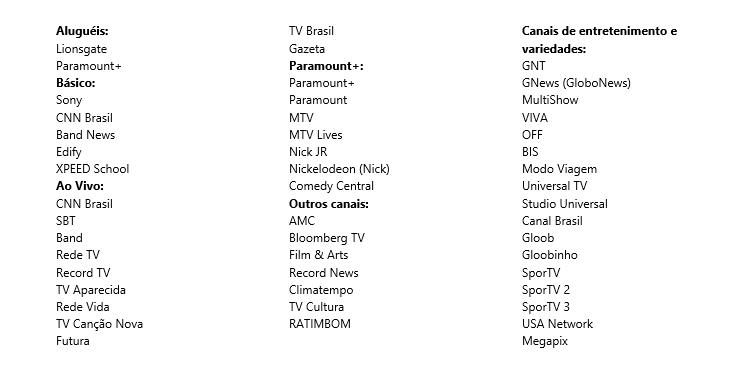 Aluguéis:
Lionsgate
Paramount+
Básico:
Sony
CNN Brasil
Band News
Edify
XPEED School
Ao Vivo:
CNN Brasil
SBT
Band
Rede TV
Record TV
TV Aparecida
Rede Vida
TV Canção Nova
Futura
TV Brasil
Gazeta
Paramount+:
Paramount+
Paramount
MTV
MTV Lives
Nick JR
Nickelodeon (Nick)
Comedy Central
Outros canais:
AMC
Bloomberg TV
Film & Arts
Record News
Climatempo
TV Cultura
RATIMBOM
Canais de entretenimento e
variedades:
GNT
GNews (GloboNews)
MultiShow
VIVA
OFF
BIS
Modo Viagem
Universal TV
Studio Universal
Canal Brasil
Gloob
Gloobinho
SporTV
SporTV 2
SporTV 3
USA Network
Megapix